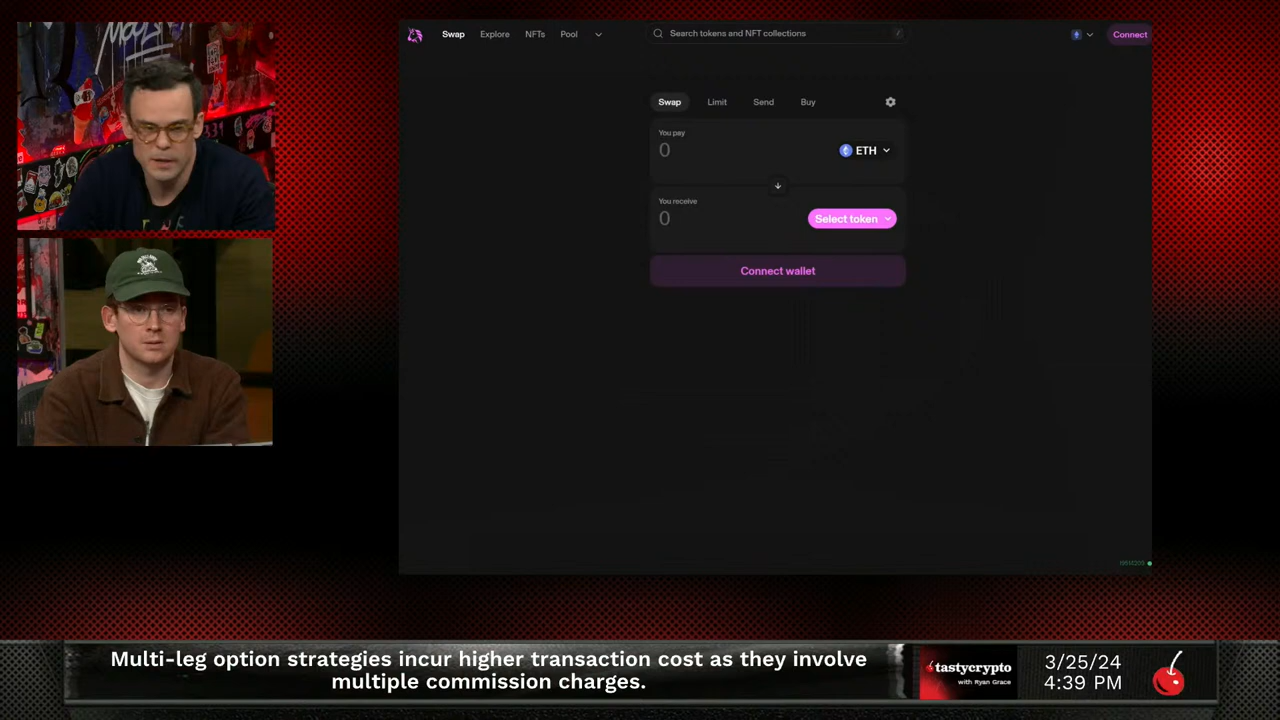 Swap Explore NFTs Pool
Search tokens and NFT collections /
Connect
Swap Limit Send Buy
You pay
0
ETH
You receive
0
Select token
Connect wallet
Multi-leg option strategies incur higher transaction cost as they involve
multiple commission charges.
tastycrypto
with Ryan Grace
3/25/24
4:39 PM